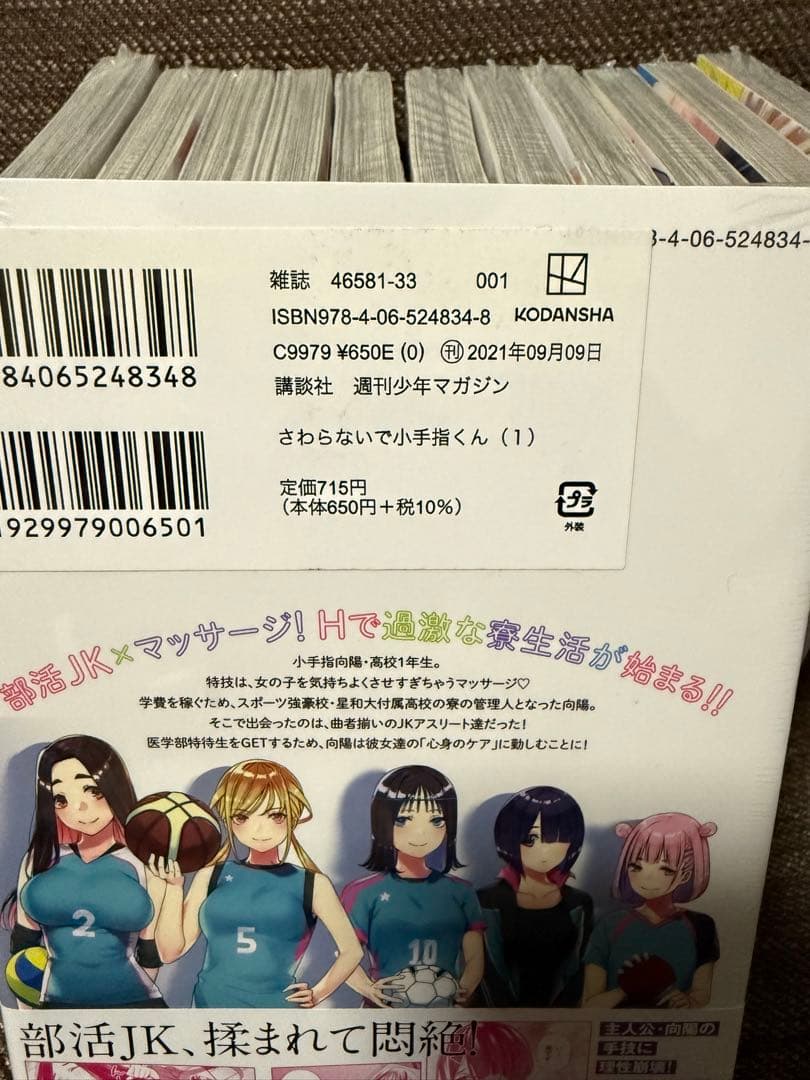 3-4-06-524834-
雑誌 46581-33 001
ISBN978-4-06-524834-8 KODANSHA
C9979 ¥650E (0) ㊗刊 2021年09月09日
講談社 週刊少年マガジン
84065248348
さわらないで小手指くん（1）
定価715円
（本体650円＋税10%）
プラ
外装
1929979006501
部活JK×マッサージ! Hで過激な寮生活が始まる!!
小手指向陽・高校1年生。
特技は、女の子を気持ちよくさせすぎちゃうマッサージ♡
学費を稼ぐため、スポーツ強豪校・星和大付属高校の寮の管理人となった向陽。
そこで出会ったのは、曲者揃いのJKアスリート達だった!
医学部特待生をGETするため、向陽は彼女達の「心身のケア」に勤しむことに!
2
5
10
部活JK、揉まれて悶絶!
主人公・向陽の
手技に
理性崩壊!